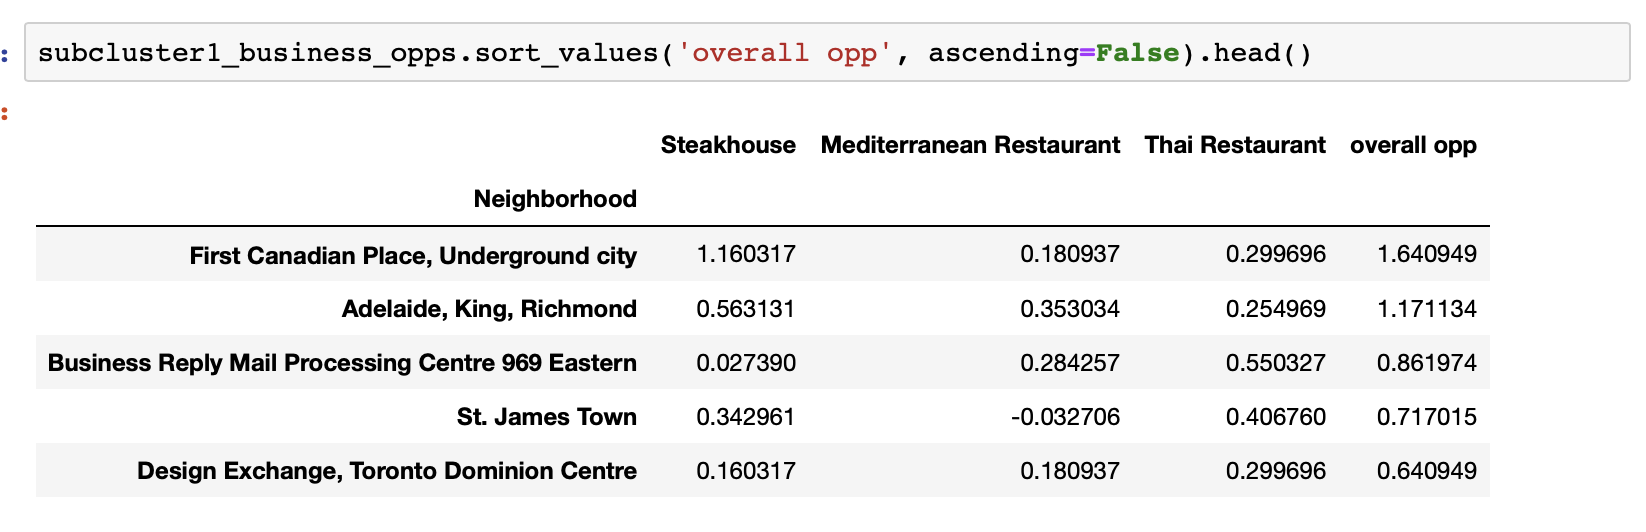 : subcluster1_business_opps.sort_values('overall opp', ascending=False).head()
:
Steakhouse Mediterranean Restaurant Thai Restaurant overall opp
Neighborhood
First Canadian Place, Underground city 1.160317 0.180937 0.299696 1.640949
Adelaide, King, Richmond 0.563131 0.353034 0.254969 1.171134
Business Reply Mail Processing Centre 969 Eastern 0.027390 0.284257 0.550327 0.861974
St. James Town 0.342961 -0.032706 0.406760 0.717015
Design Exchange, Toronto Dominion Centre 0.160317 0.180937 0.299696 0.640949